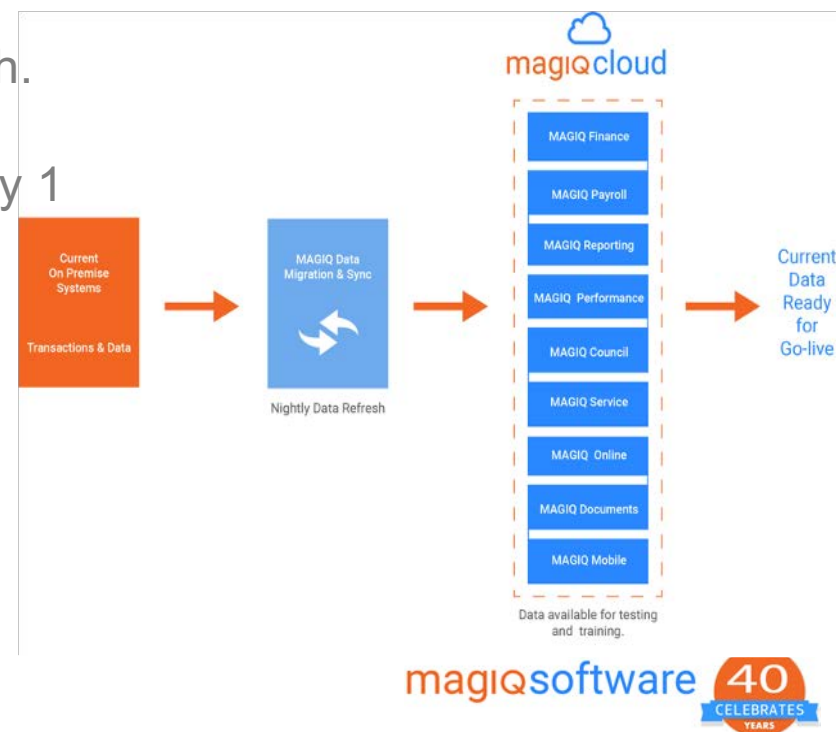 h.
y 1
Current
On Premise
Systems
Transactions & Data
MAGIQ Data
Migration & Sync
Nightly Data Refresh
magiqcloud
MAGIQ Finance
MAGIQ Payroll
MAGIQ Reporting
MAGIQ Performance
MAGIQ Council
MAGIQ Service
MAGIQ Online
MAGIQ Documents
MAGIQ Mobile
Data available for testing
and training.
Current
Data
Ready
for
Go-live
magiqsoftware
40
CELEBRATES
YEARS